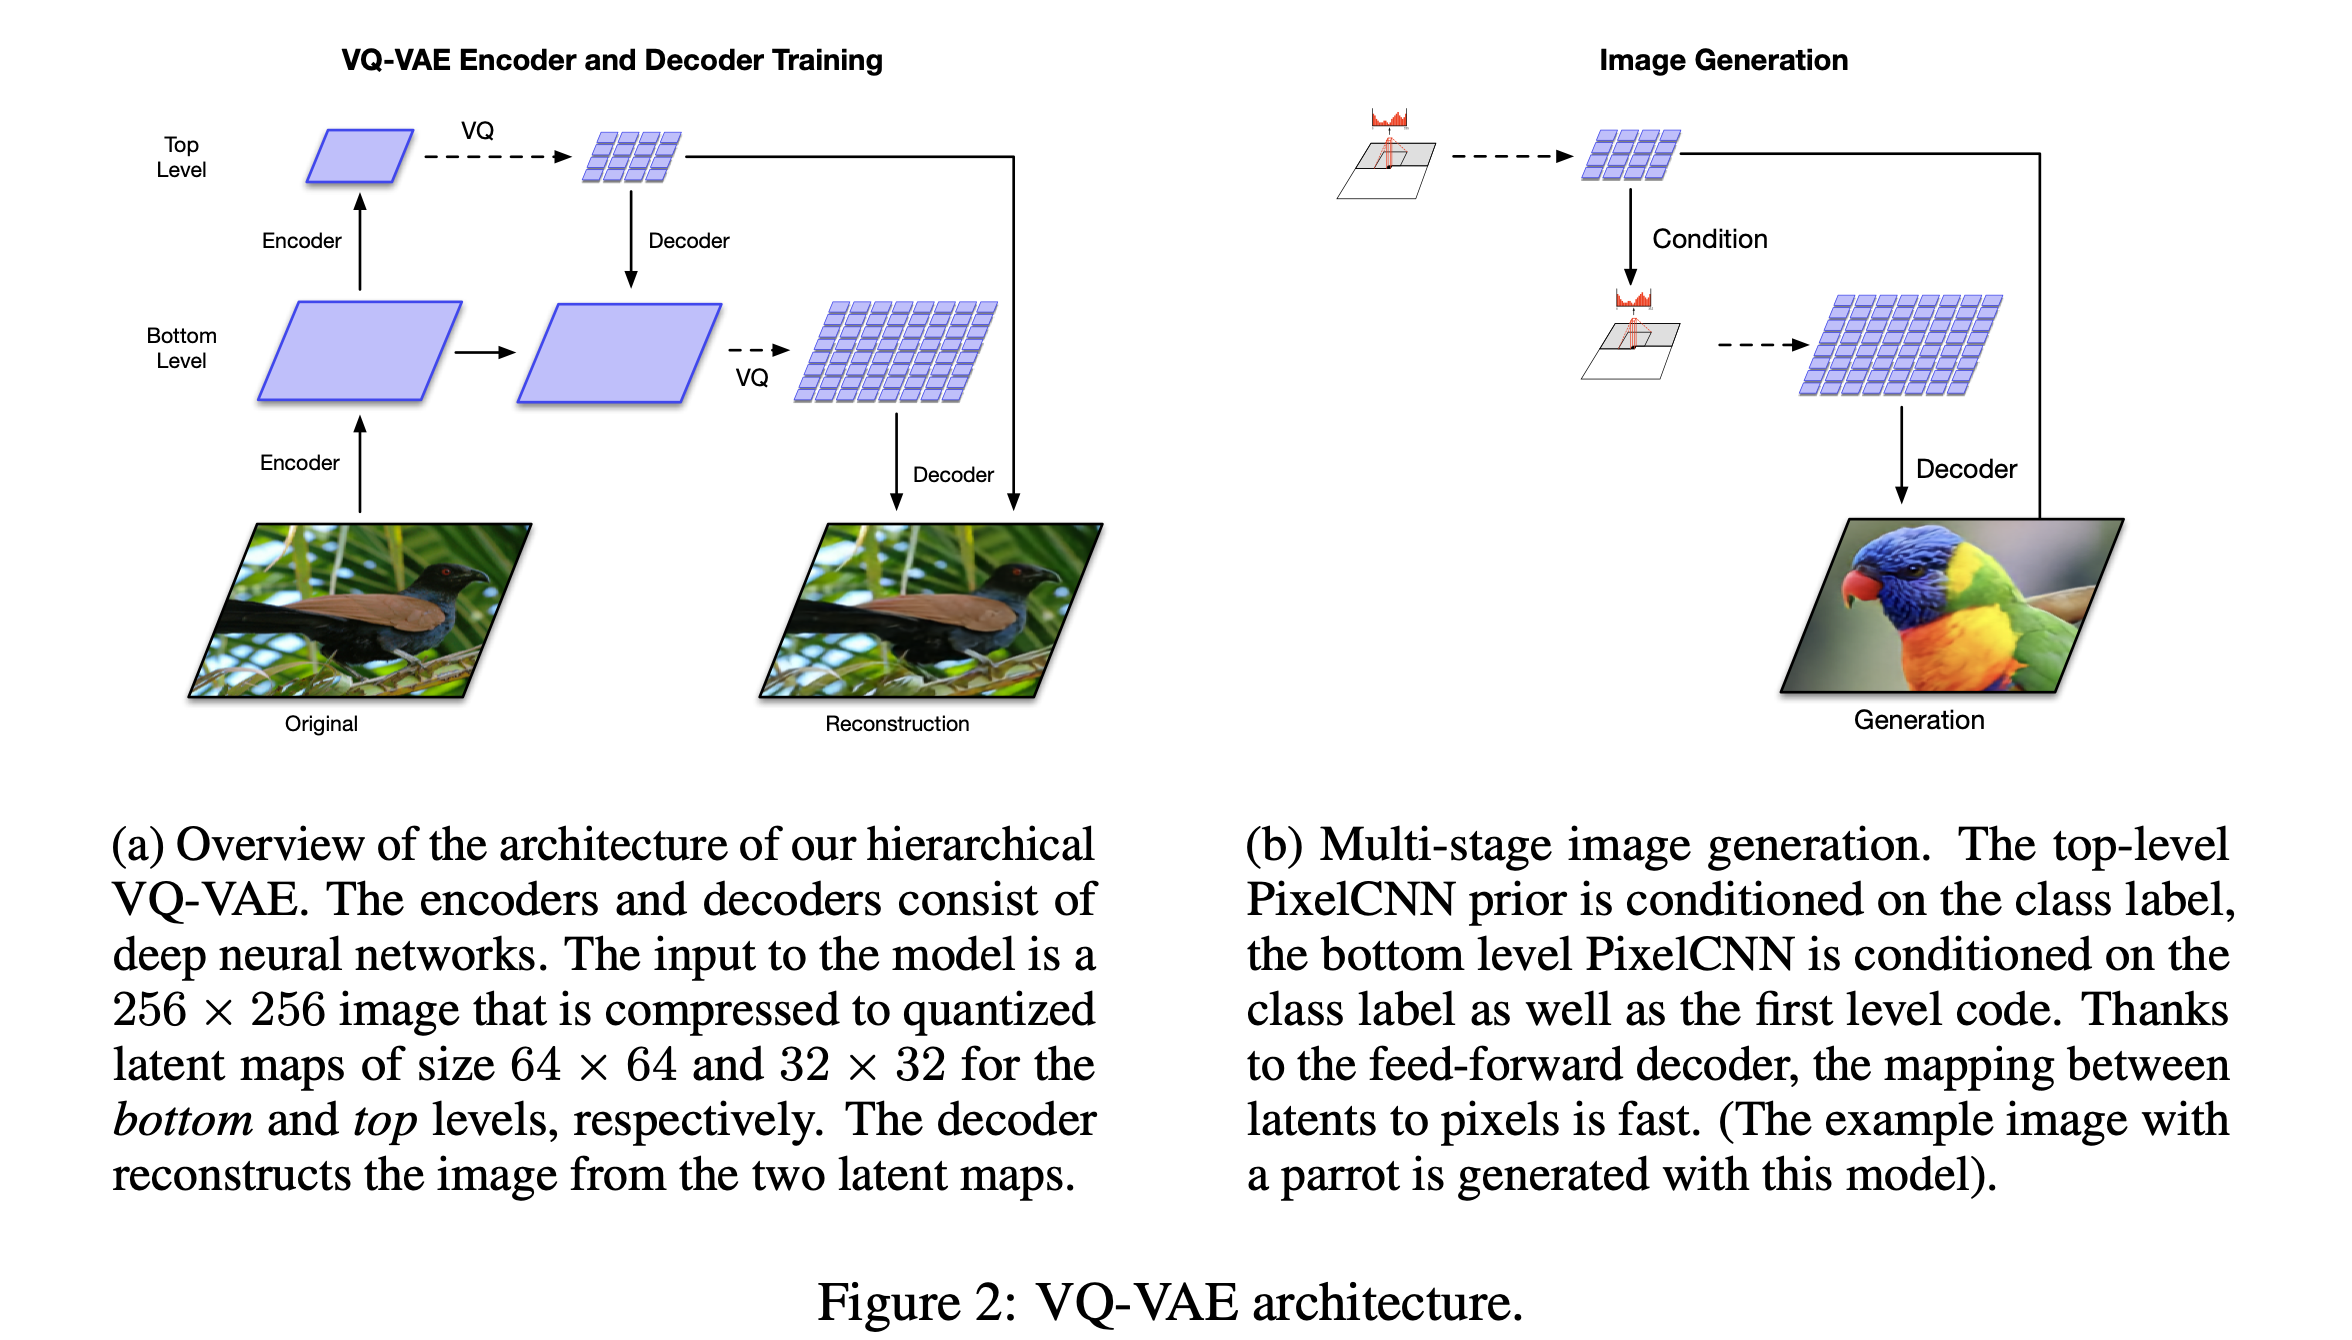 VQ-VAE Encoder and Decoder Training
Top
Level
VQ
Encoder
Decoder
Bottom
Level
VQ
Encoder
Decoder
Original
Reconstruction
Image Generation
Condition
Decoder
Generation
(a) Overview of the architecture of our hierarchical
VQ-VAE. The encoders and decoders consist of
deep neural networks. The input to the model is a
256 × 256 image that is compressed to quantized
latent maps of size 64 × 64 and 32 × 32 for the
bottom and top levels, respectively. The decoder
reconstructs the image from the two latent maps.
(b) Multi-stage image generation. The top-level
PixelCNN prior is conditioned on the class label,
the bottom level PixelCNN is conditioned on the
class label as well as the first level code. Thanks
to the feed-forward decoder, the mapping between
latents to pixels is fast. (The example image with
a parrot is generated with this model).
Figure 2: VQ-VAE architecture.